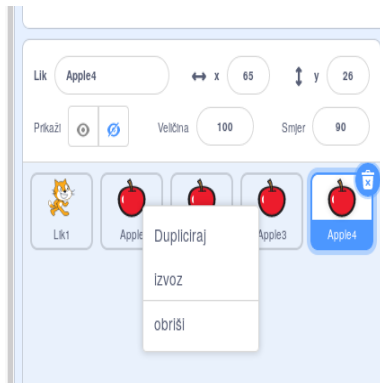 Lik Apple4 x 65 y 26
Prikaži Veličina 100 Smjer 90
Lik1 Apple Apple3 Apple4
Dupliciraj
izvoz
obriši